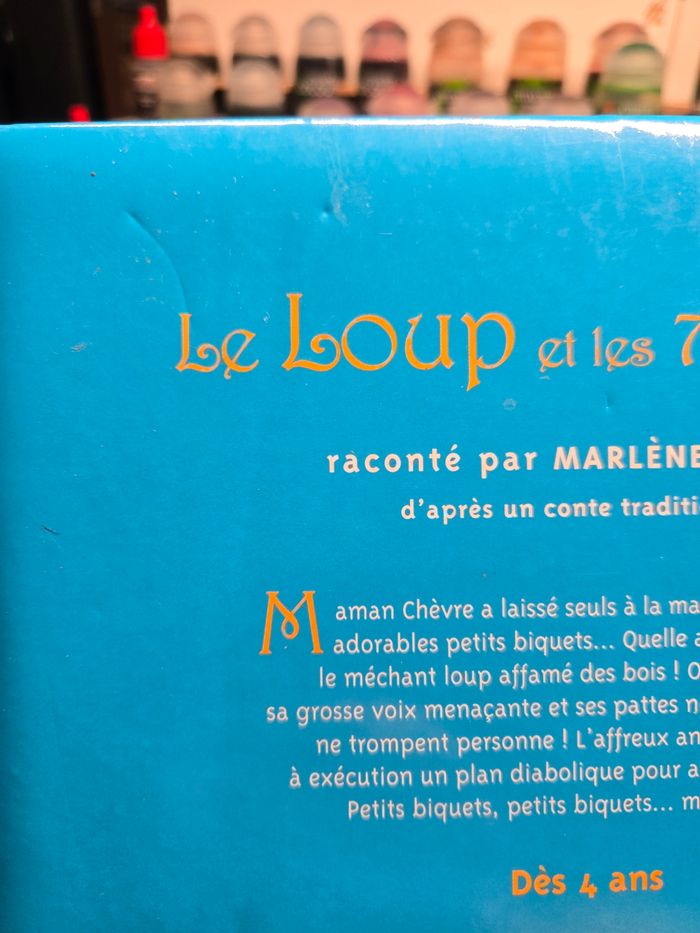 Le Loup et les 7
raconté par MARLÈNE
d'après un conte traditi
Maman Chèvre a laissé seuls à la ma
adorables petits biquets... Quelle a
le méchant loup affamé des bois ! O
sa grosse voix menaçante et ses pattes n
ne trompent personne ! L'affreux an
à exécution un plan diabolique pour a
Petits biquets, petits biquets... m
Dès 4 ans